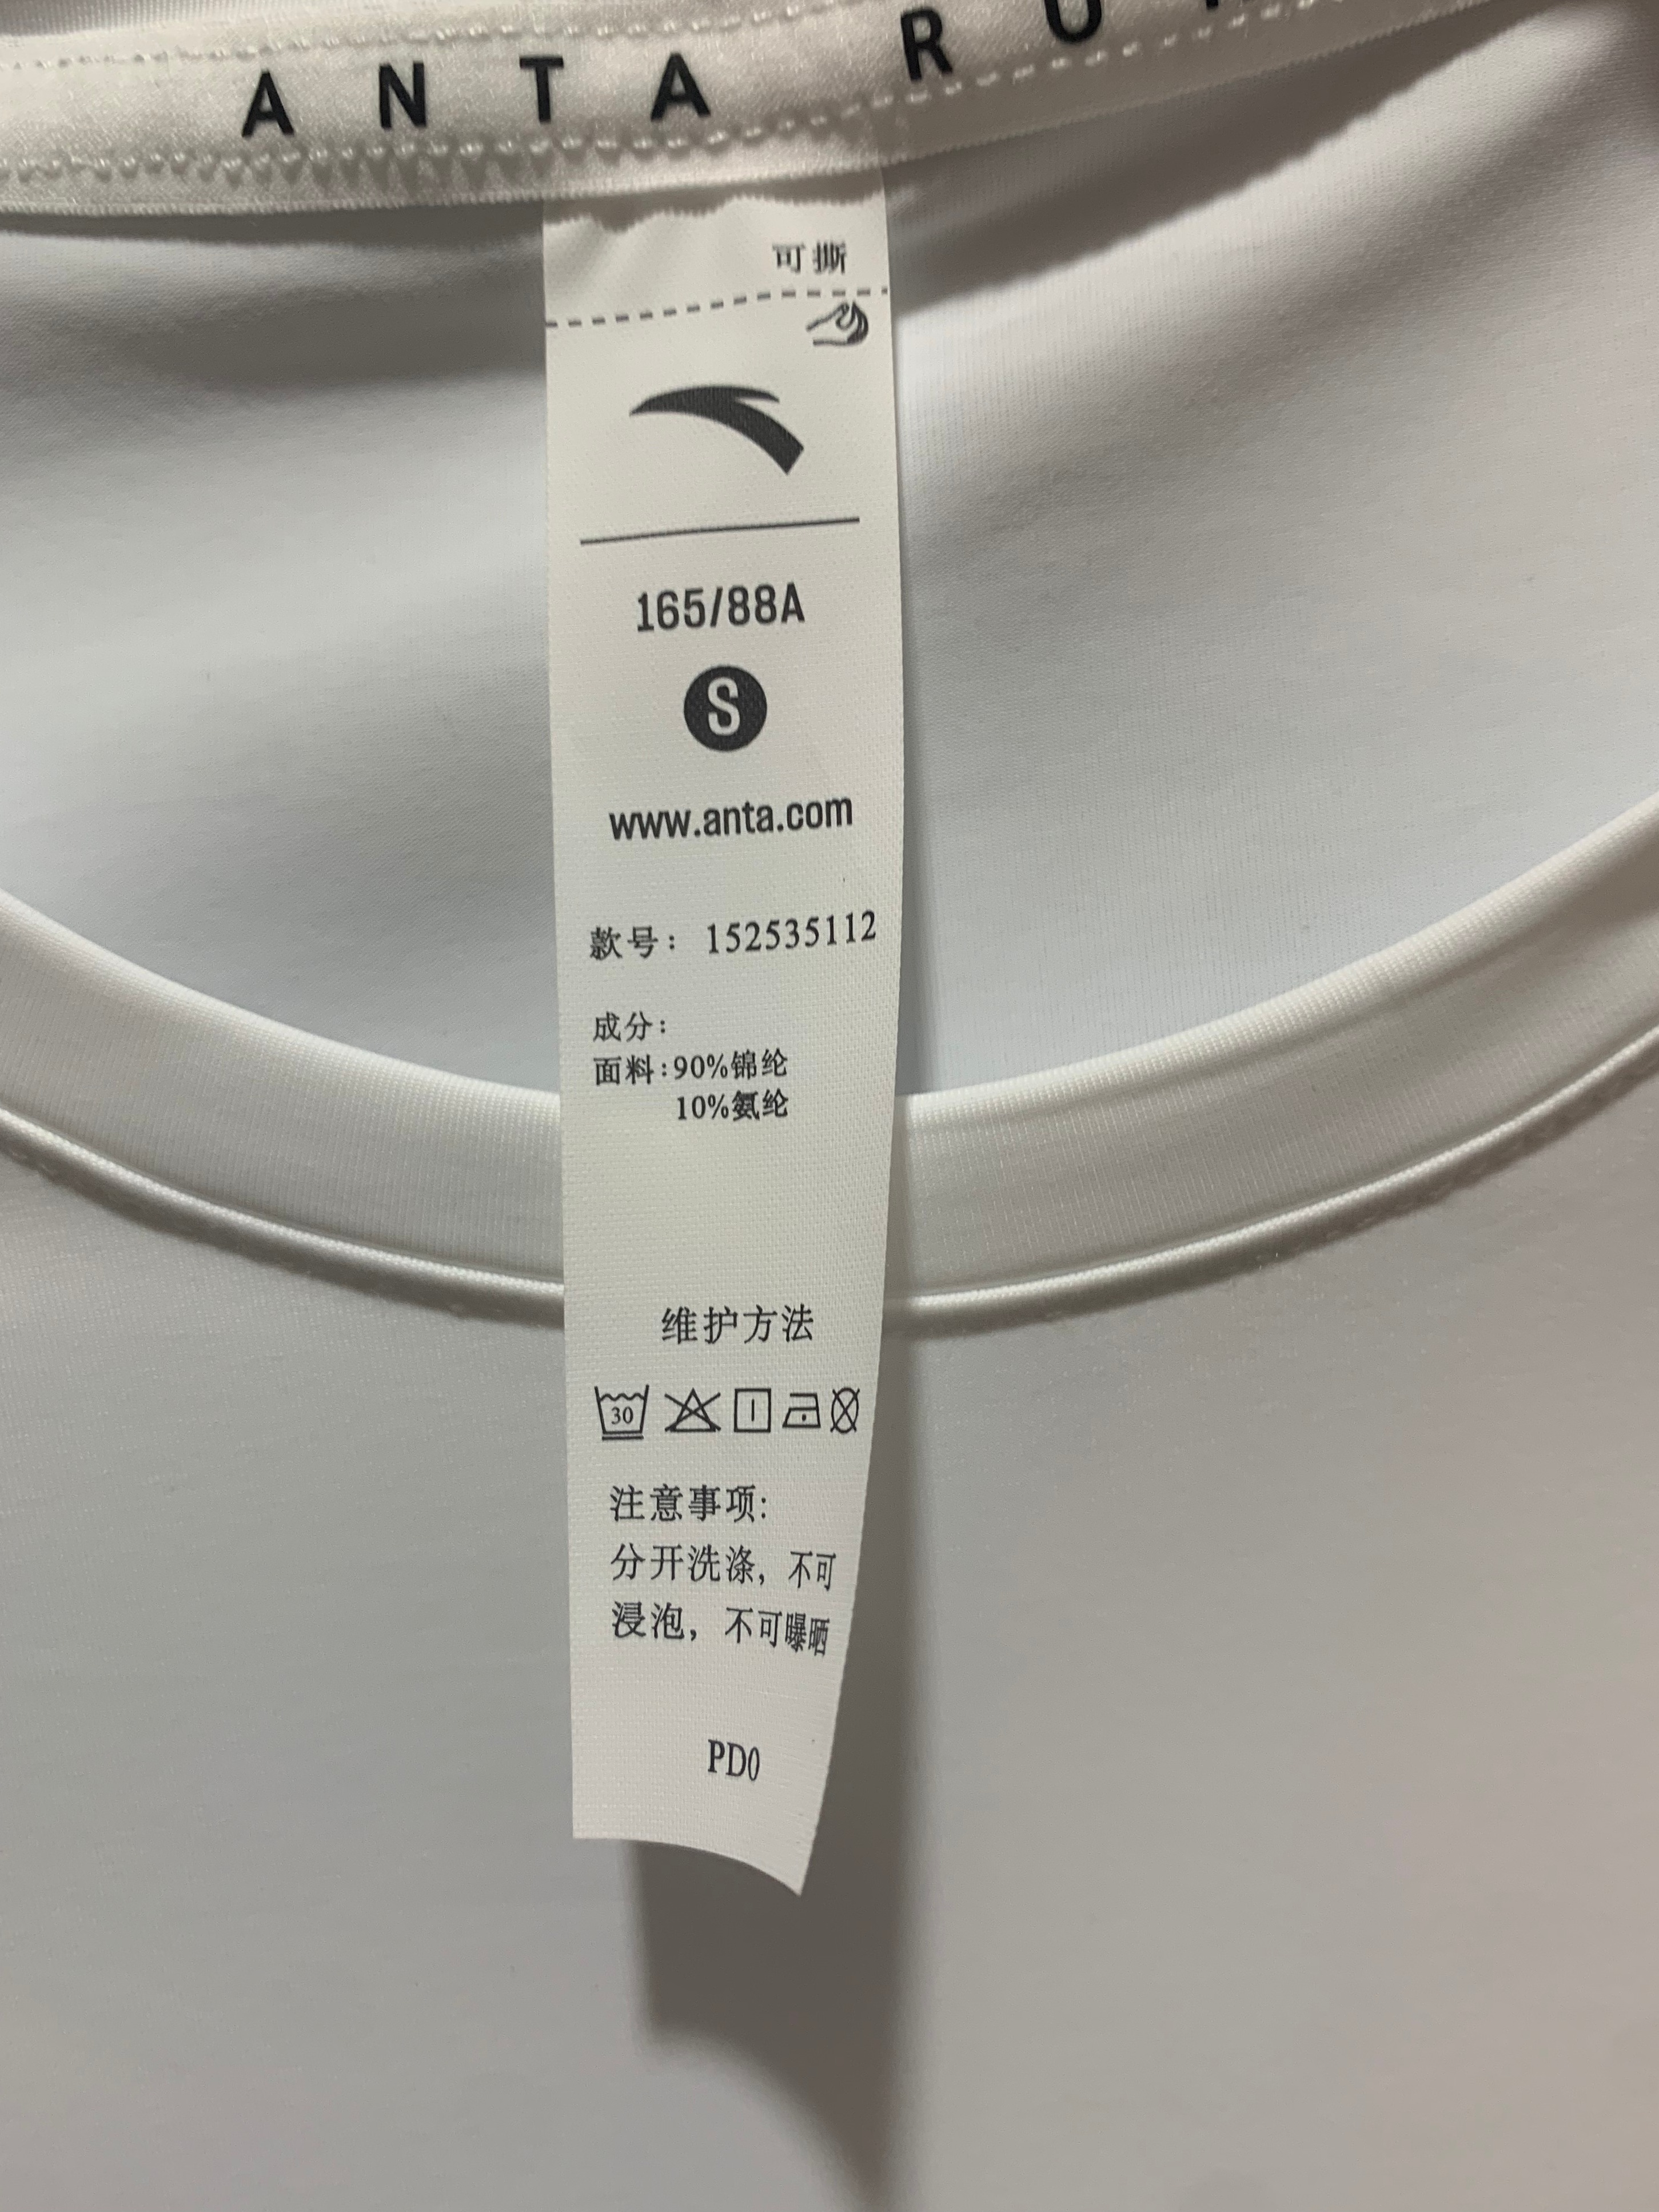 ANTA RU
可撕
165/88A
S
www.anta.com
款号：152535112
成分：
面料:90%锦纶
10%氨纶
维护方法
30
注意事项:
分开洗涤，不可
浸泡，不可曝晒
PD0